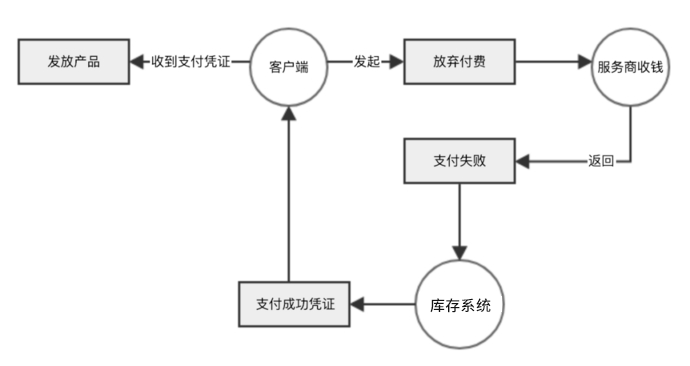 发放产品
收到支付凭证
客户端
发起
放弃付费
服务商收钱
支付失败
返回
支付成功凭证
库存系统